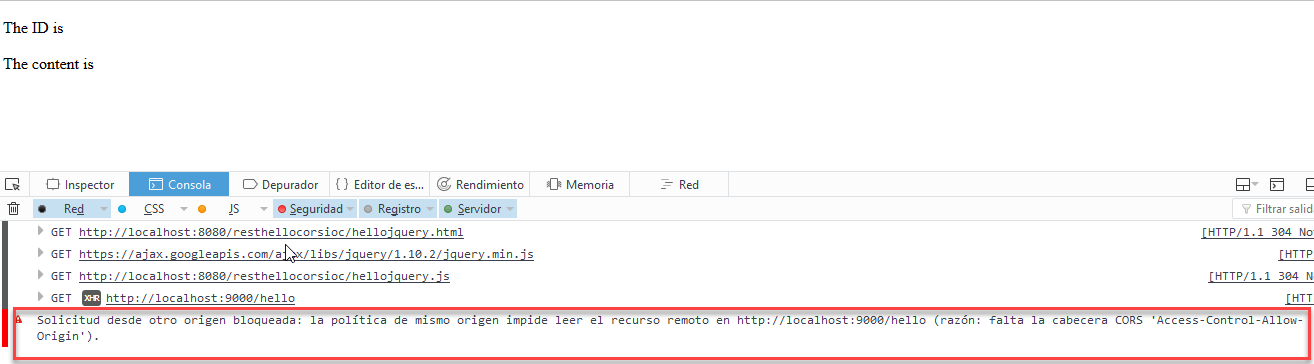 The ID is
The content is
Inspector Consola Depurador { } Editor de es... Rendimiento Memoria Red
Red CSS JS Seguridad Registro Servidor Filtrar salid
GET http://localhost:8080/resthellocorsioc/hellojquery.html [HTTP/1.1 304 No
GET https://ajax.googleapis.com/ajax/libs/jquery/1.10.2/jquery.min.js [HTTP
GET http://localhost:8080/resthellocorsioc/hellojquery.js [HTTP/1.1 304 N
GET XHR http://localhost:9000/hello [HTT
Solicitud desde otro origen bloqueada: la política de mismo origen impide leer el recurso remoto en http://localhost:9000/hello (razón: falta la cabecera CORS 'Access-Control-Allow-
Origin').